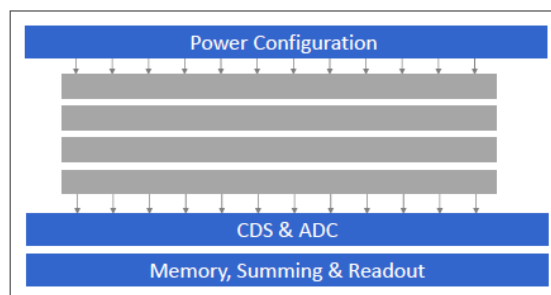 Power Configuration
CDS & ADC
Memory, Summing & Readout